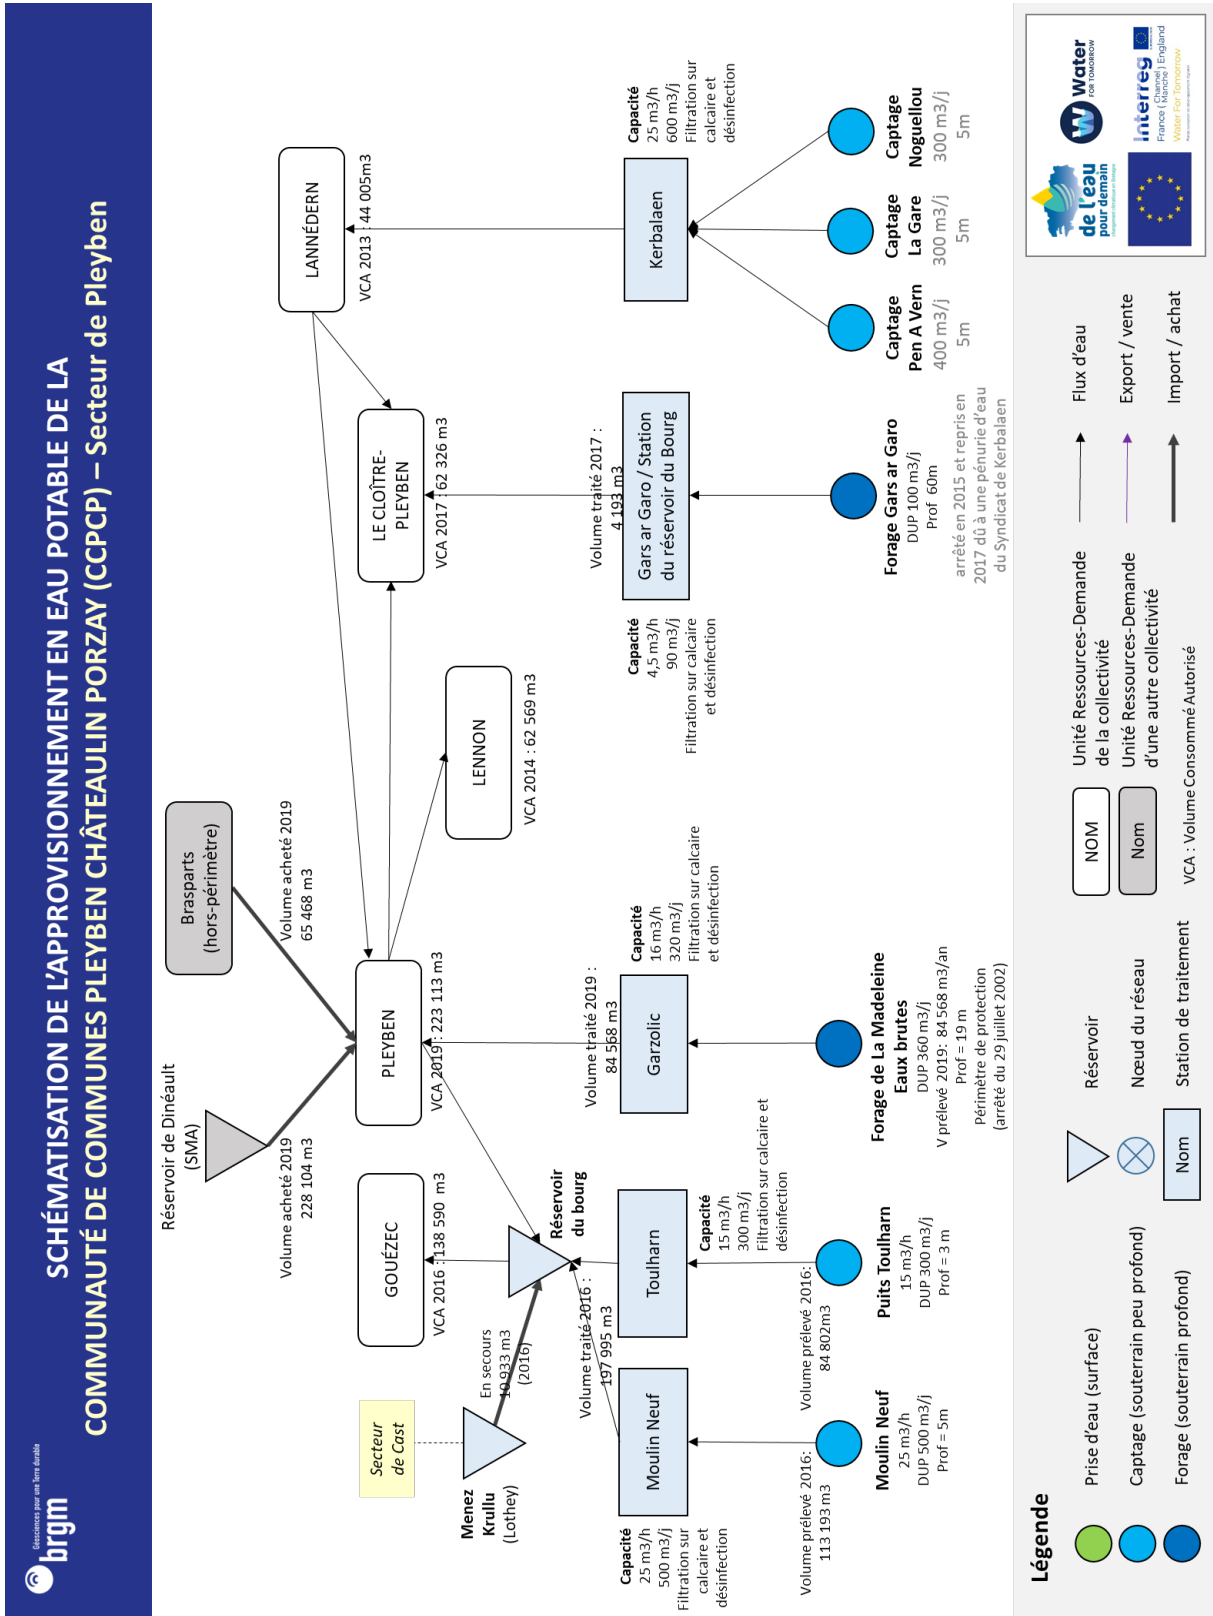 SCHÉMATISATION DE L'APPROVISIONNEMENT EN EAU POTABLE DE LA
COMMUNAUTÉ DE COMMUNES PLEYBEN CHÂTEAULIN PORZAY (CCPCP) – Secteur de Pleyben
Géosciences pour une Terre durable
brgm
Réservoir de Dinéault
(SMA)
Volume acheté 2019
228 104 m3
Brasparts
(hors-périmètre)
Volume acheté 2019
65 468 m3
LANNÉDERN
VCA 2013 : 44 005m3
Secteur
de Cast
GOUÉZEC
VCA 2016 : 138 590 m3
PLEYBEN
VCA 2019 : 223 113 m3
LENNON
VCA 2014 : 62 569 m3
LE CLOÎTRE-
PLEYBEN
VCA 2017 : 62 326 m3
Menez
Krullu
(Lothey)
En secours
10 933 m3
(2016)
Réservoir
du bourg
Volume traité 2016 :
197 995 m3
Volume traité 2019 :
84 568 m3
Volume traité 2017 :
4 193 m3
Capacité
25 m3/h
500 m3/j
Filtration sur
calcaire et
désinfection
Moulin Neuf
Toulharn
Capacité
15 m3/h
300 m3/j
Filtration sur calcaire et
désinfection
Garzolic
Capacité
16 m3/h
320 m3/j
Filtration sur calcaire
et désinfection
Capacité
4,5 m3/h
90 m3/j
Filtration sur calcaire
et désinfection
Gars ar Garo / Station
du réservoir du Bourg
Kerbalaen
Capacité
25 m3/h
600 m3/j
Filtration sur
calcaire et
désinfection
Volume prélevé 2016:
113 193 m3
Moulin Neuf
25 m3/h
DUP 500 m3/j
Prof = 5m
Volume prélevé 2016:
84 802m3
Puits Toulharn
15 m3/h
DUP 300 m3/j
Prof = 3 m
Forage de La Madeleine
Eaux brutes
DUP 360 m3/j
V prélevé 2019: 84 568 m3/an
Prof = 19 m
Périmètre de protection
(arrêté du 29 juillet 2002)
Forage Gars ar Garo
DUP 100 m3/j
Prof 60m
arrêté en 2015 et repris en
2017 dû à une pénurie d'eau
du Syndicat de Kerbalaen
Captage
Pen A Vern
400 m3/j
5m
Captage
La Gare
300 m3/j
5m
Captage
Noguellou
300 m3/j
5m
Légende
Prise d'eau (surface)
Captage (souterrain peu profond)
Forage (souterrain profond)
Réservoir
Nœud du réseau
Nom
Station de traitement
NOM
Unité Ressources-Demande
de la collectivité
Nom
Unité Ressources-Demande
d'une autre collectivité
VCA : Volume Consommé Autorisé
Flux d'eau
Export / vente
Import / achat
de l'eau
pour demain
Water
FOR TOMORROW
Interreg
France ( Channel Manche ) England
Water For Tomorrow